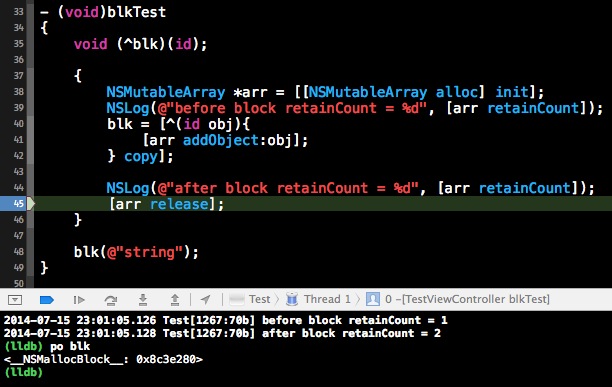 33 - (void)blkTest
34 {
35 void (^blk)(id);
36
37 {
38 NSMutableArray *arr = [[NSMutableArray alloc] init];
39 NSLog(@"before block retainCount = %d", [arr retainCount]);
40 blk = [^(id obj){
41 [arr addObject:obj];
42 } copy];
43
44 NSLog(@"after block retainCount = %d", [arr retainCount]);
45 [arr release];
46 }
47
48 blk(@"string");
49 }
50
Test 〉 Thread 1 〉 0 -[TestViewController blkTest]
2014-07-15 23:01:05.126 Test[1267:70b] before block retainCount = 1
2014-07-15 23:01:05.128 Test[1267:70b] after block retainCount = 2
(lldb) po blk
<__NSMallocBlock__: 0x8c3e280>
(lldb)